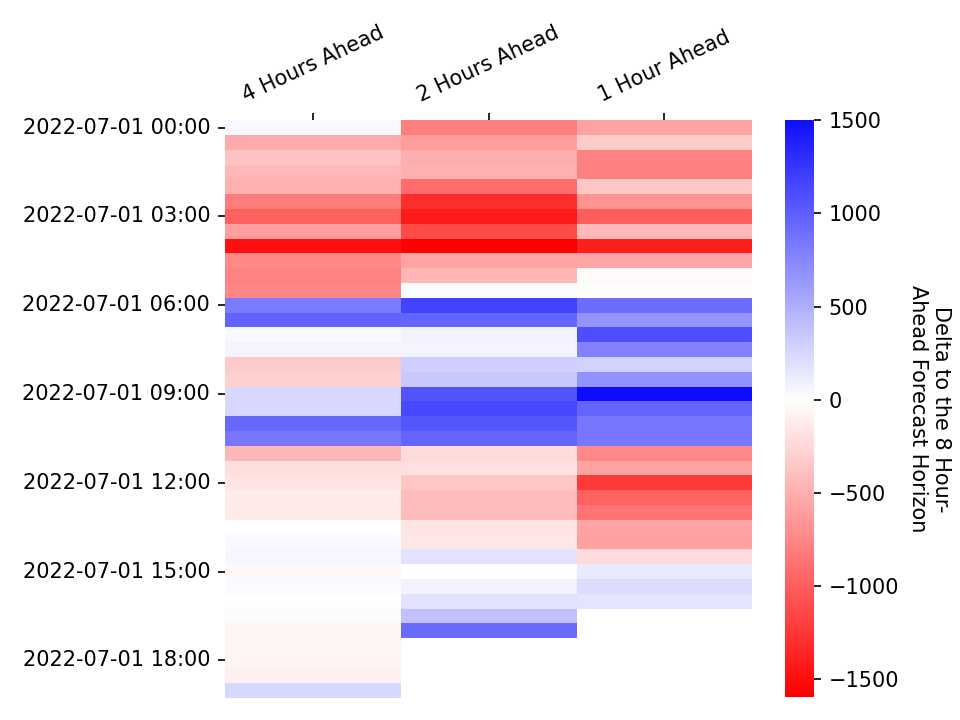 4 Hours Ahead
2 Hours Ahead
1 Hour Ahead
2022-07-01 00:00
2022-07-01 03:00
2022-07-01 06:00
2022-07-01 09:00
2022-07-01 12:00
2022-07-01 15:00
2022-07-01 18:00
1500
1000
500
0
−500
−1000
−1500
Delta to the 8 Hour-
Ahead Forecast Horizon